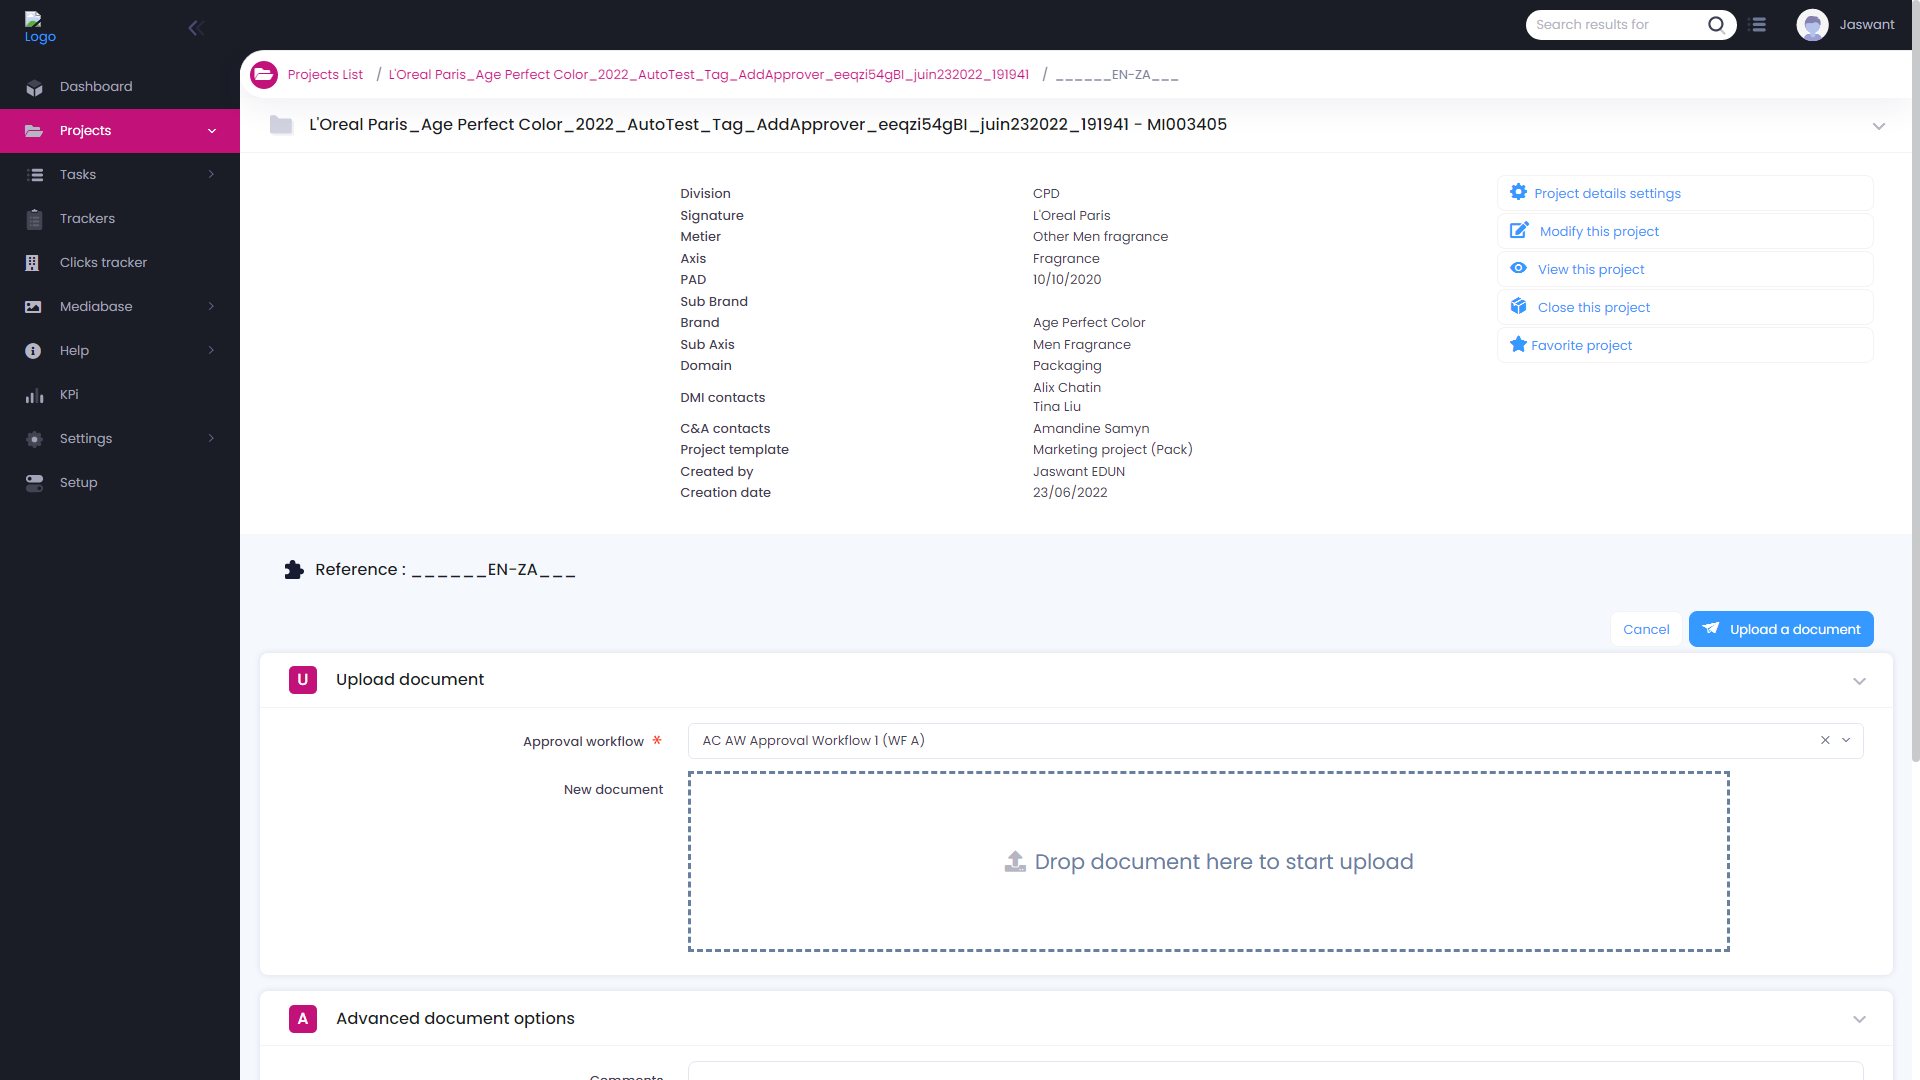 Logo
Search results for
Jaswant
Dashboard
Projects
Tasks
Trackers
Clicks tracker
Mediabase
Help
KPi
Settings
Setup
Projects List / L'Oreal Paris_Age Perfect Color_2022_AutoTest_Tag_AddApprover_eeqzi54gBI_juin232022_191941 / ______EN-ZA___
L'Oreal Paris_Age Perfect Color_2022_AutoTest_Tag_AddApprover_eeqzi54gBI_juin232022_191941 - MI003405
Division CPD
Signature L'Oreal Paris
Metier Other Men fragrance
Axis Fragrance
PAD 10/10/2020
Sub Brand
Brand Age Perfect Color
Sub Axis Men Fragrance
Domain Packaging
DMI contacts Alix Chatin
Tina Liu
C&A contacts Amandine Samyn
Project template Marketing project (Pack)
Created by Jaswant EDUN
Creation date 23/06/2022
Project details settings
Modify this project
View this project
Close this project
Favorite project
Reference : ______EN-ZA___
Cancel
Upload a document
U Upload document
Approval workflow * AC AW Approval Workflow 1 (WF A)
New document
Drop document here to start upload
A Advanced document options
Comments